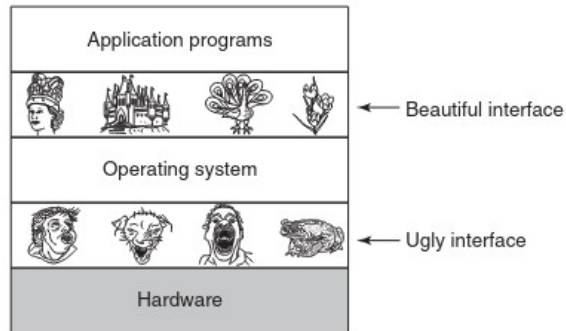 Application programs
Beautiful interface
Operating system
Ugly interface
Hardware